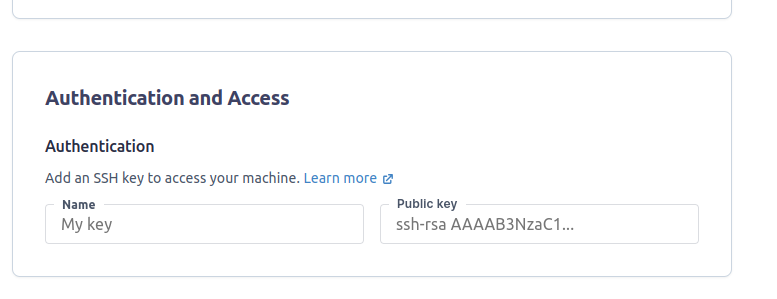 Authentication and Access
Authentication
Add an SSH key to access your machine. Learn more
Name
Public key
My key
ssh-rsa AAAAB3NzaC1...